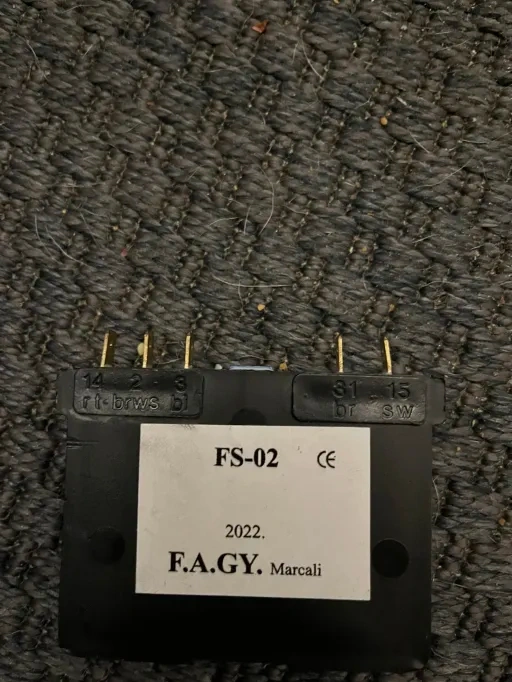 14 · 2 · 3
rt-brws bl
31 15
br sw
FS-02 CE
2022.
F.A.GY. Marcali